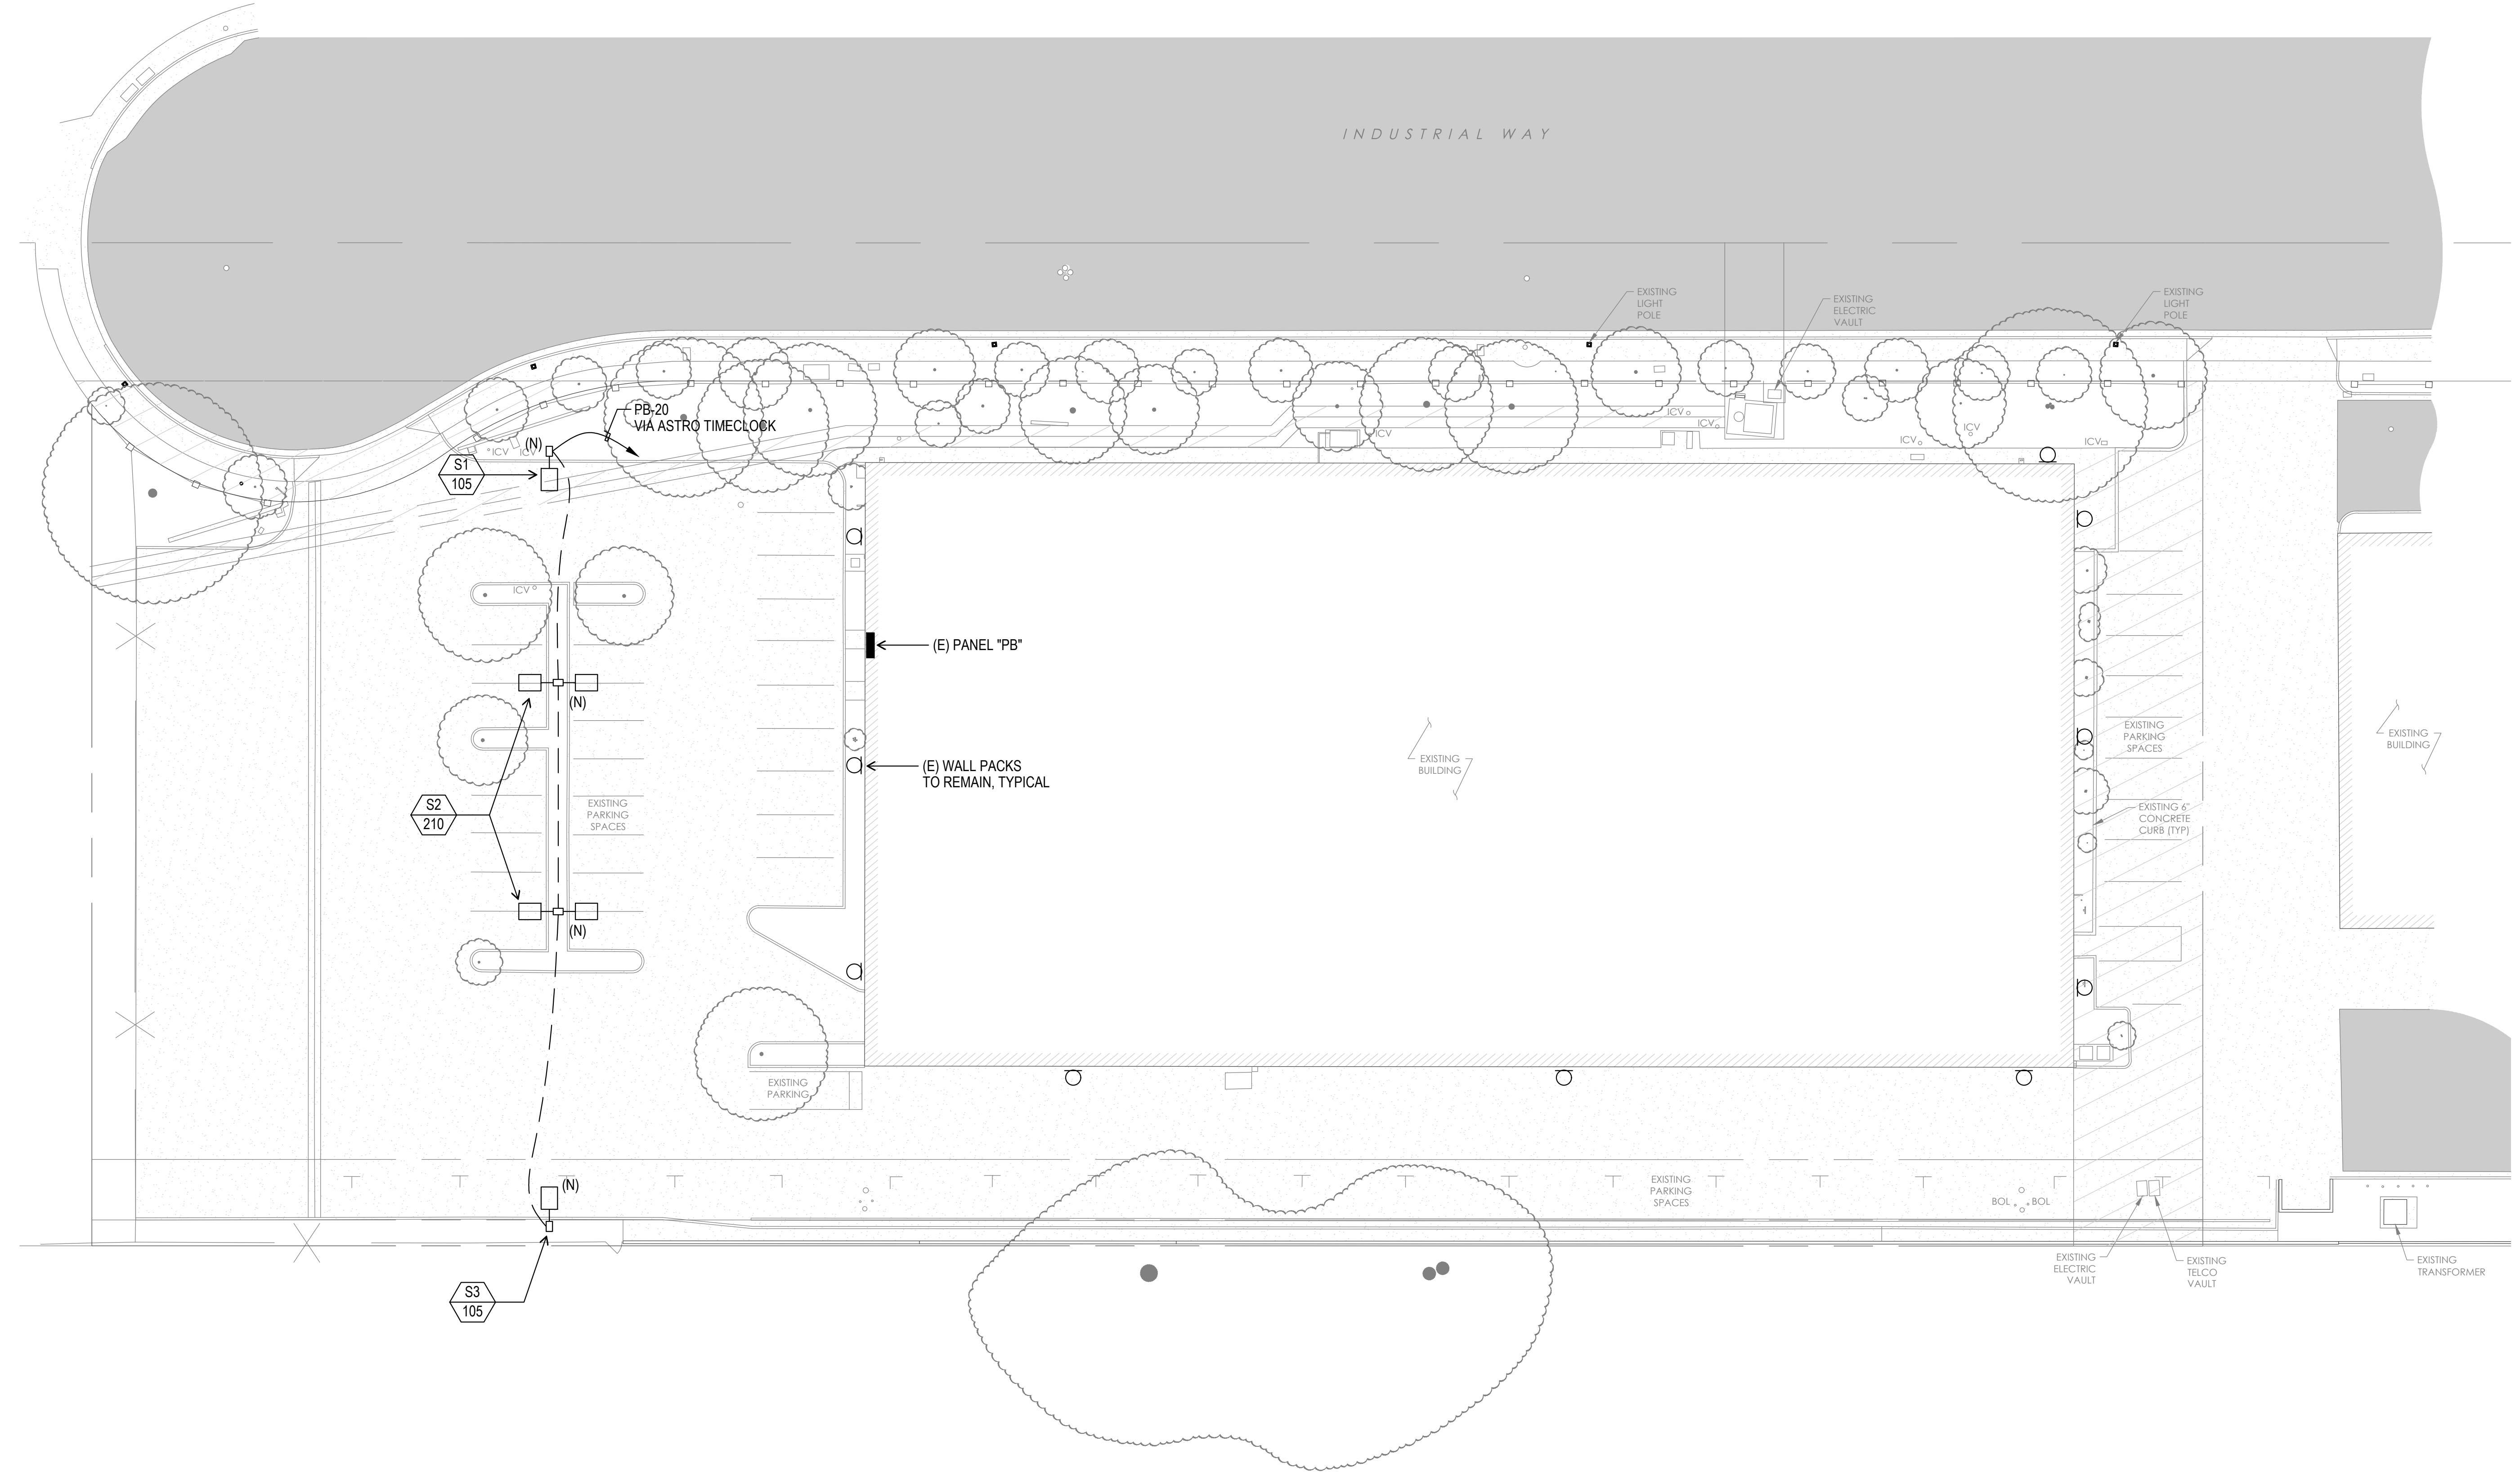 INDUSTRIAL WAY
EXISTING
LIGHT
POLE
EXISTING
ELECTRIC
VAULT
EXISTING
LIGHT
POLE
PB-20
VIA ASTRO TIMECLOCK
(N)
S1
105
ICV
ICV
ICV
ICV
ICV
ICV
ICV
ICV
ICV
(E) PANEL "PB"
(N)
(E) WALL PACKS
TO REMAIN, TYPICAL
EXISTING
BUILDING
EXISTING
PARKING
SPACES
EXISTING
BUILDING
S2
210
EXISTING
PARKING
SPACES
EXISTING 6"
CONCRETE
CURB (TYP)
(N)
EXISTING
PARKING
(N)
EXISTING
PARKING
SPACES
BOL
BOL
S3
105
EXISTING
ELECTRIC
VAULT
EXISTING
TELCO
VAULT
EXISTING
TRANSFORMER